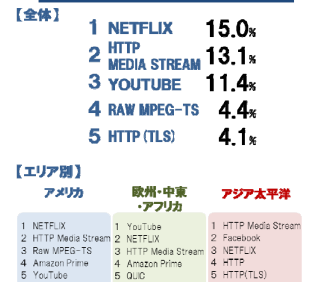 【全体】
1 NETFLIX 15.0%
2 HTTP
MEDIA STREAM 13.1%
3 YOUTUBE 11.4%
4 RAW MPEG-TS 4.4%
5 HTTP(TLS) 4.1%
【エリア別】
アメリカ
1 NETFLIX
2 HTTP Media Stream
3 Raw MPEG-TS
4 Amazon Prime
5 YouTube
欧州・中東
・アフリカ
1 YouTube
2 NETFLIX
3 HTTP Media Stream
4 Amazon Prime
5 QUIC
アジア太平洋
1 HTTP Media Stream
2 Facebook
3 NETFLIX
4 HTTP
5 HTTP(TLS)